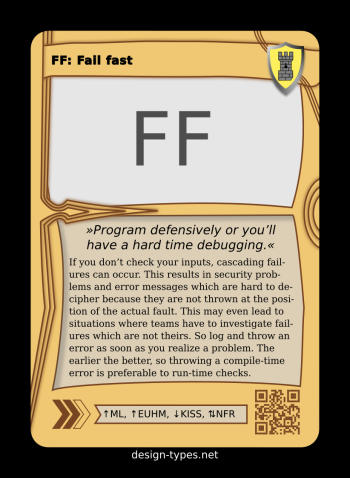 FF: Fail fast
FF
»Program defensively or you’ll
have a hard time debugging.«
If you don’t check your inputs, cascading fail-
ures can occur. This results in security prob-
lems and error messages which are hard to de-
cipher because they are not thrown at the posi-
tion of the actual fault. This may even lead to
situations where teams have to investigate fail-
ures which are not theirs. So log and throw an
error as soon as you realize a problem. The
earlier the better, so throwing a compile-time
error is preferable to run-time checks.
↑ML, ↑EUHM, ↓KISS, ⇅NFR
design-types.net